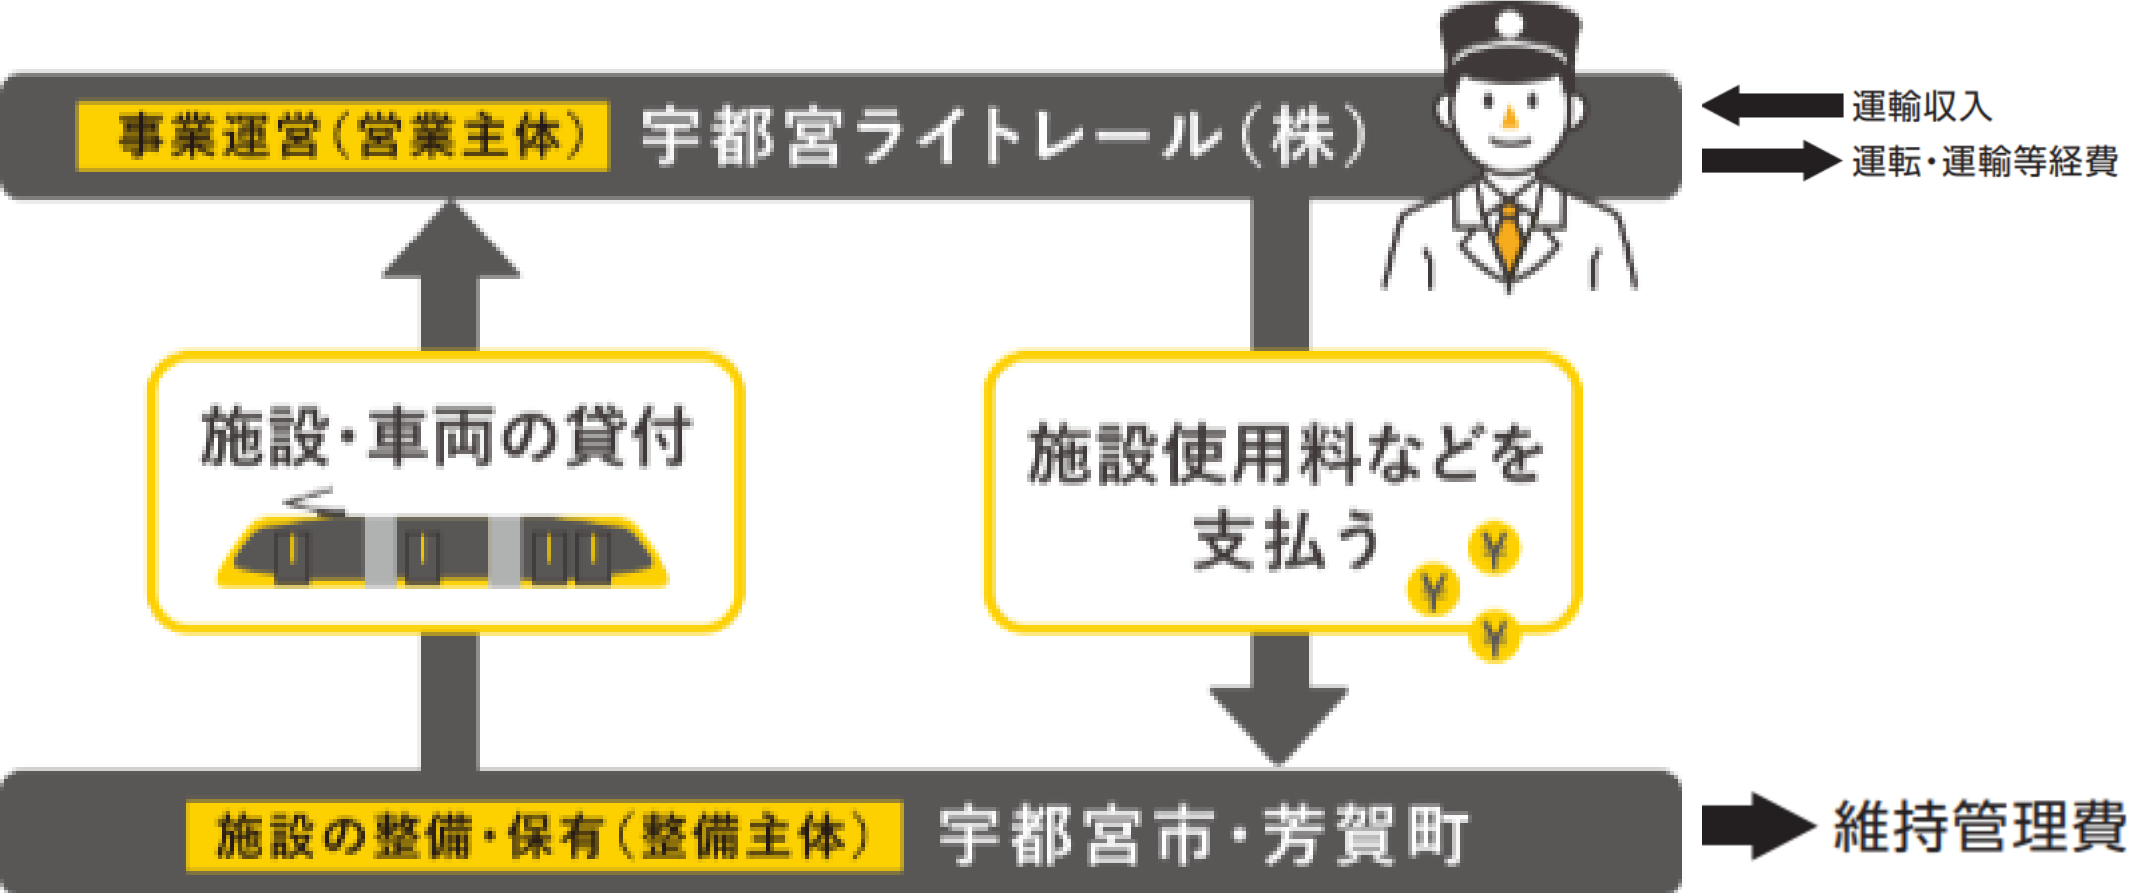 事業運営（営業主体） 宇都宮ライトレール（株）
運輸収入
運転・運輸等経費
施設・車両の貸付
施設使用料などを
支払う
¥
¥
¥
施設の整備・保有（整備主体） 宇都宮市・芳賀町
維持管理費